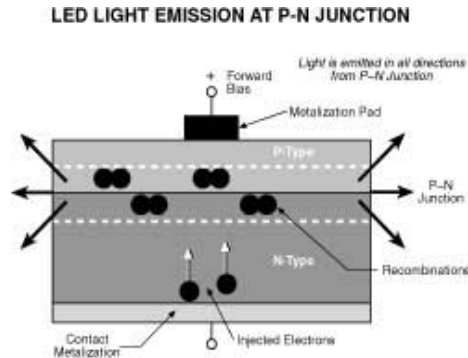 LED LIGHT EMISSION AT P-N JUNCTION
+ Forward
Bias
Light is emitted in all directions
from P-N Junction
Metalization Pad
P-Type
P-N
Junction
N-Type
Recombinations
Contact
Metalization
Injected Electrons